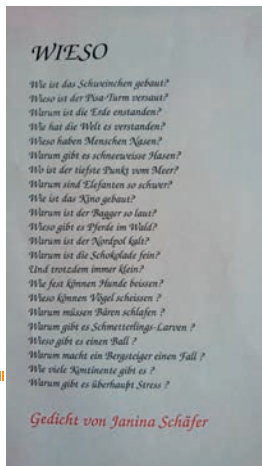 WIESO
Wie ist das Schweinchen gebaut?
Wieso ist der Pisa-Turm versaut?
Warum ist die Erde enstanden?
Wie hat die Welt es verstanden?
Wieso haben Menschen Nasen?
Warum gibt es schneeweisse Hasen?
Wo ist der tiefste Punkt vom Meer?
Warum sind Elefanten so schwer?
Wie ist das Kino gebaut?
Warum ist der Bagger so laut?
Wieso gibt es Pferde im Wald?
Warum ist der Nordpol kalt?
Warum ist die Schokolade fein?
Und trotzdem immer klein?
Wie fest können Hunde beissen?
Wieso können Vögel scheissen ?
Warum müssen Bären schlafen ?
Warum gibt es Schmetterlings-Larven ?
Wieso gibt es einen Ball ?
Warum macht ein Bergsteiger einen Fall ?
Wie viele Kontinente gibt es ?
Warum gibt es überhaupt Stress ?
Gedicht von Janina Schäfer